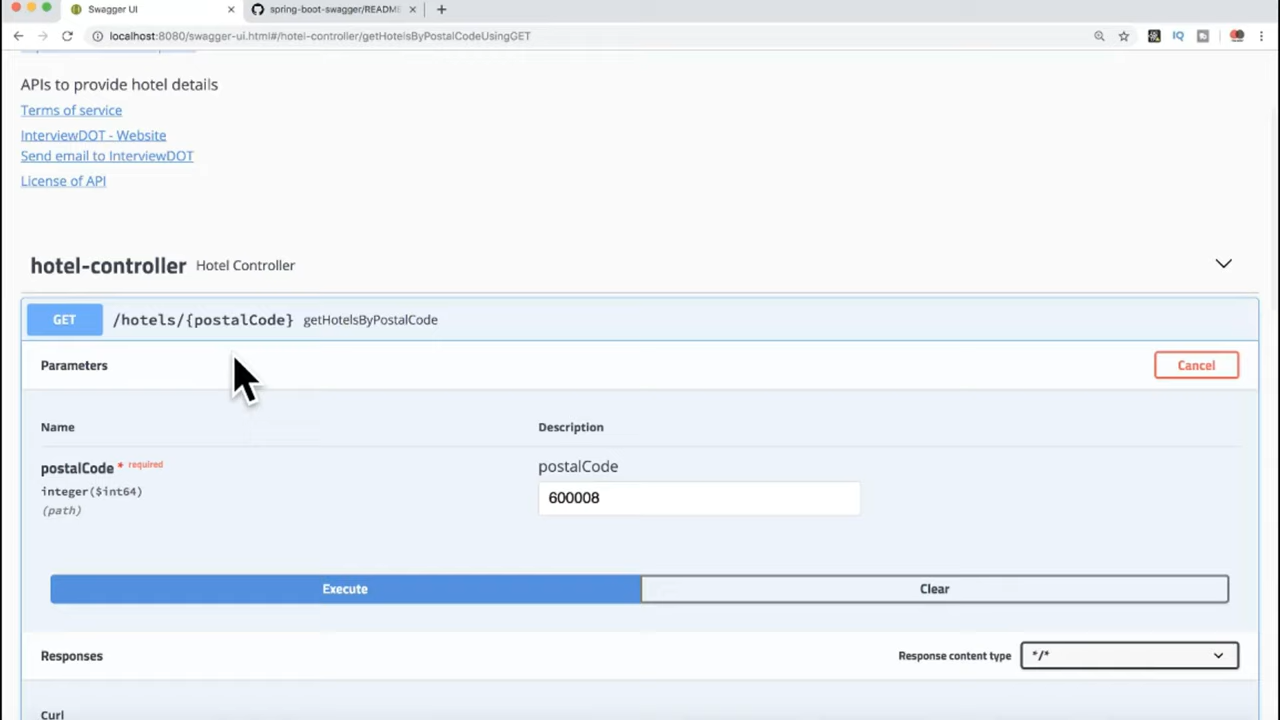 Swagger UI
spring-boot-swagger/README
localhost:8080/swagger-ui.html#/hotel-controller/getHotelsByPostalCodeUsingGET
IQ
APIs to provide hotel details
Terms of service
InterviewDOT - Website
Send email to InterviewDOT
License of API
hotel-controller Hotel Controller
GET /hotels/{postalCode} getHotelsByPostalCode
Parameters Cancel
Name Description
postalCode * required postalCode
integer($int64) 600008
(path)
Execute Clear
Responses Response content type */*
Curl